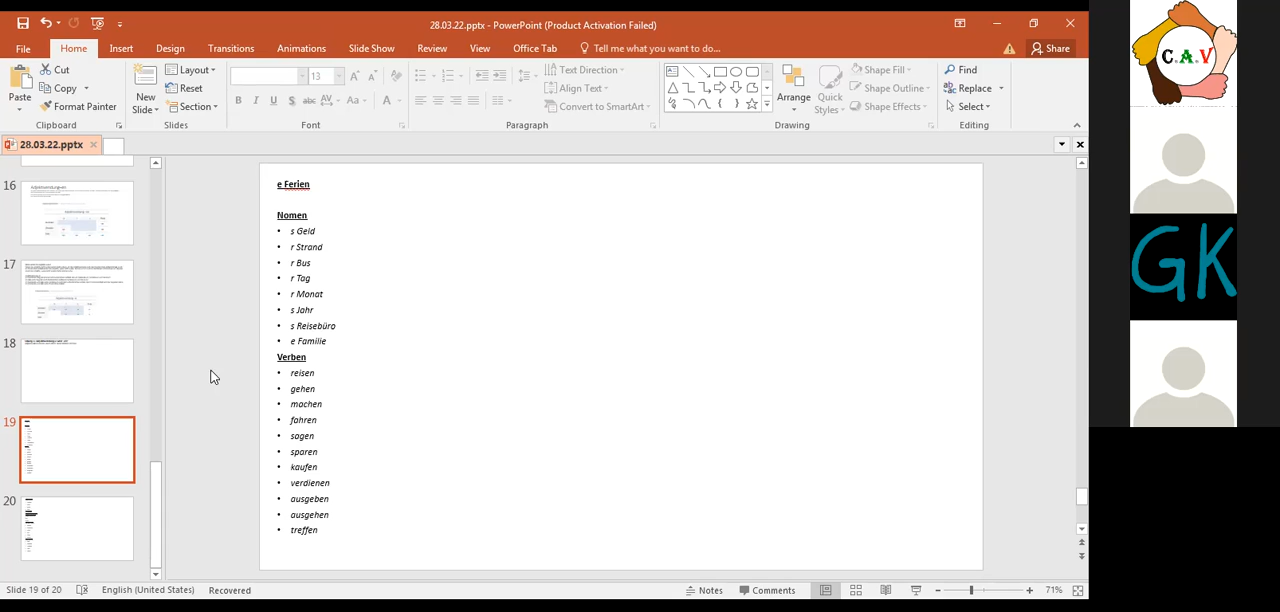 28.03.22.pptx - PowerPoint (Product Activation Failed)
File Home Insert Design Transitions Animations Slide Show Review View Office Tab Tell me what you want to do... Share
Paste
Cut
Copy
Format Painter
Clipboard
New Slide
Layout
Reset
Section
Slides
13
B I U S abc AV Aa A
Font
Text Direction
Align Text
Convert to SmartArt
Paragraph
Arrange
Quick Styles
Shape Fill
Shape Outline
Shape Effects
Drawing
Find
Replace
Select
Editing
28.03.22.pptx
16
17
18
19
20
e Ferien
Nomen
• s Geld
• r Strand
• r Bus
• r Tag
• r Monat
• s Jahr
• s Reisebüro
• e Familie
Verben
• reisen
• gehen
• machen
• fahren
• sagen
• sparen
• kaufen
• verdienen
• ausgeben
• ausgehen
• treffen
Slide 19 of 20 English (United States) Recovered Notes Comments 71%
C.A.V
GK